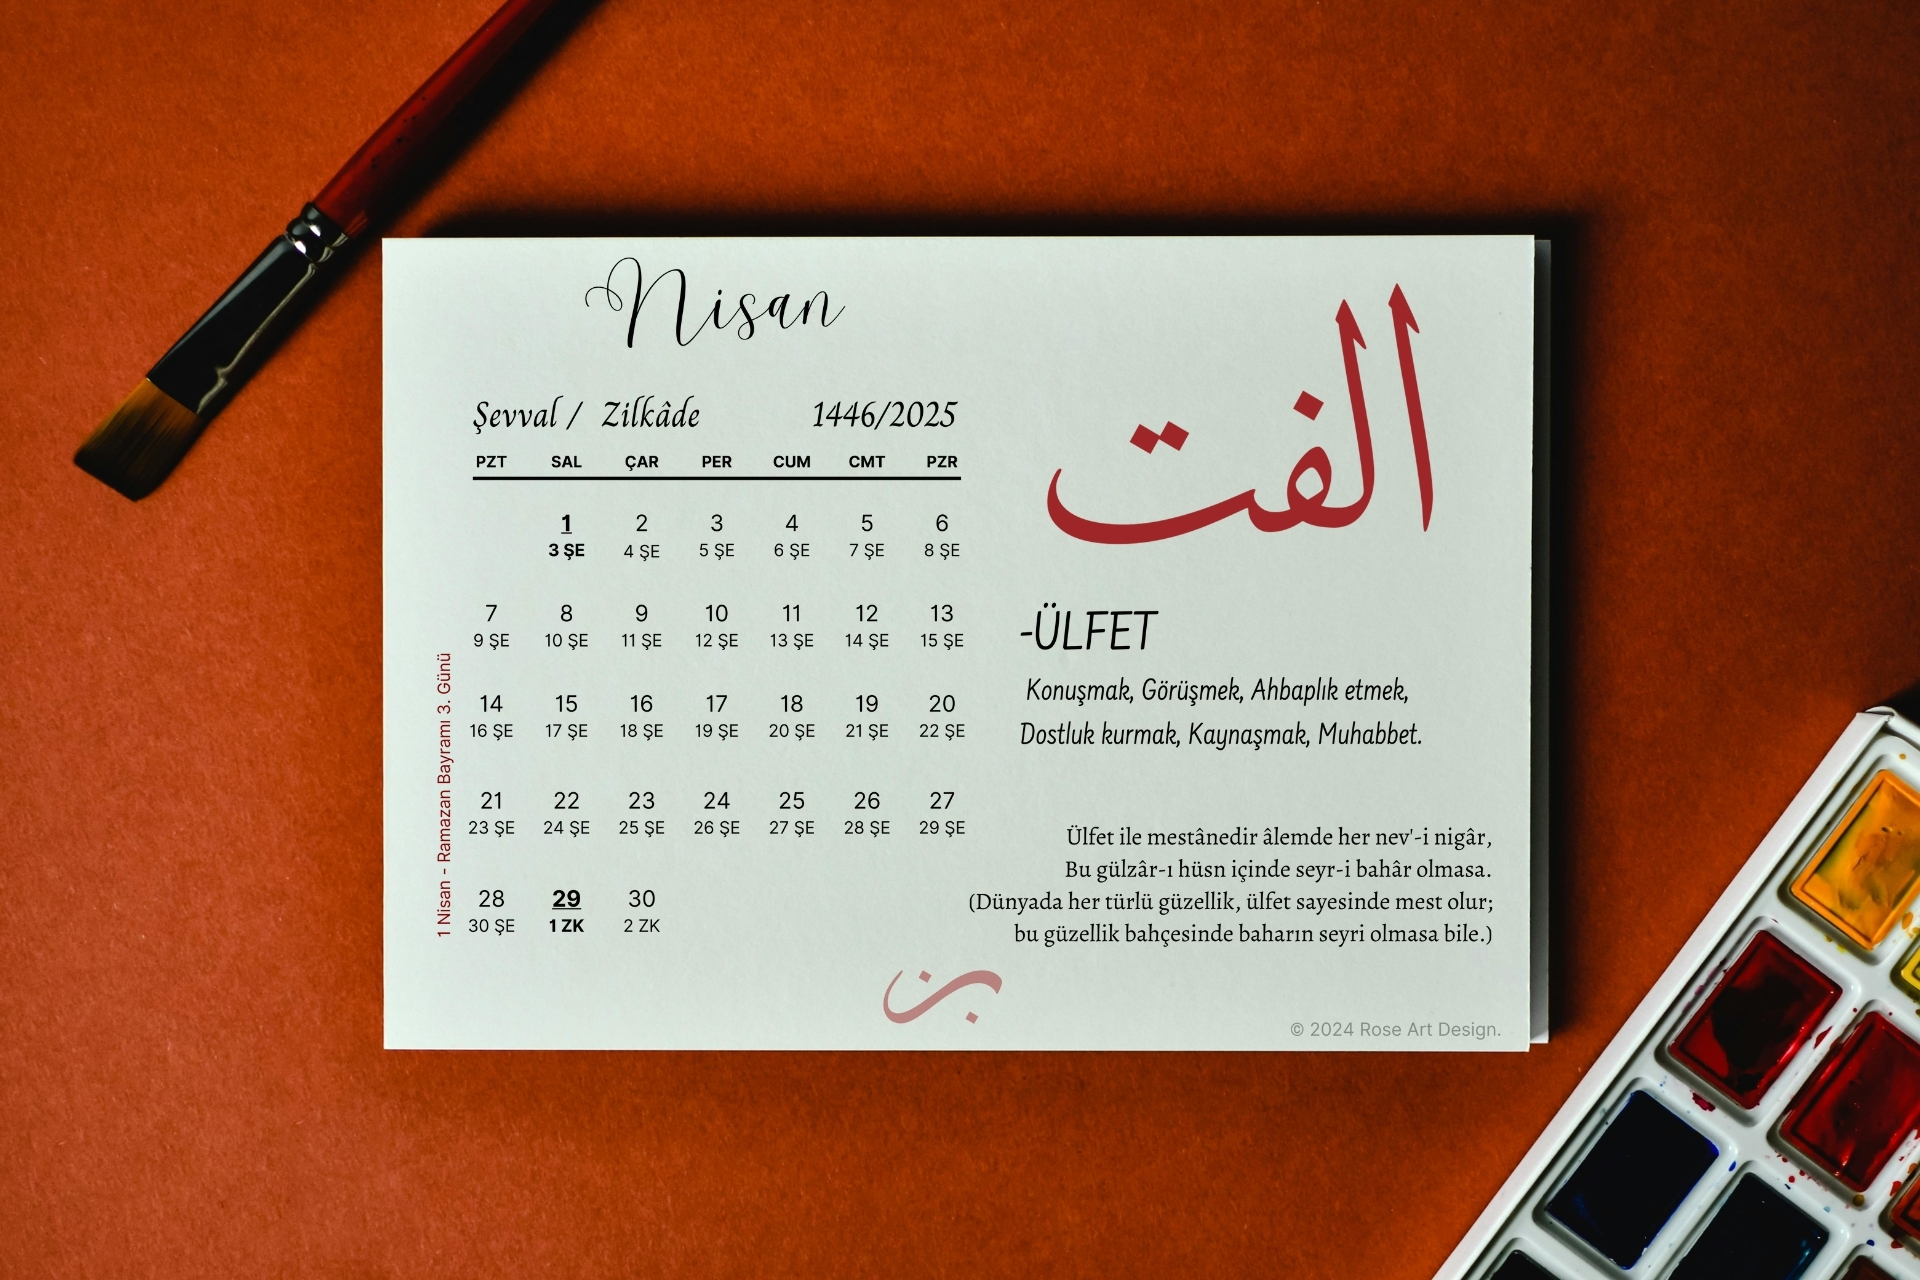 Nisan
Şevval / Zilkâde 1446/2025
PZT SAL ÇAR PER CUM CMT PZR
1 2 3 4 5 6
3 ŞE 4 ŞE 5 ŞE 6 ŞE 7 ŞE 8 ŞE
7 8 9 10 11 12 13
9 ŞE 10 ŞE 11 ŞE 12 ŞE 13 ŞE 14 ŞE 15 ŞE
14 15 16 17 18 19 20
16 ŞE 17 ŞE 18 ŞE 19 ŞE 20 ŞE 21 ŞE 22 ŞE
21 22 23 24 25 26 27
23 ŞE 24 ŞE 25 ŞE 26 ŞE 27 ŞE 28 ŞE 29 ŞE
28 29 30
30 ŞE 1 ZK 2 ZK
1 Nisan - Ramazan Bayramı 3. Günü
الفت
-ÜLFET
Konuşmak, Görüşmek, Ahbaplık etmek,
Dostluk kurmak, Kaynaşmak, Muhabbet.
Ülfet ile mestânedir âlemde her nev'-i nigâr,
Bu gülzâr-ı hüsn içinde seyr-i bahâr olmasa.
(Dünyada her türlü güzellik, ülfet sayesinde mest olur;
bu güzellik bahçesinde baharın seyri olmasa bile.)
© 2024 Rose Art Design.